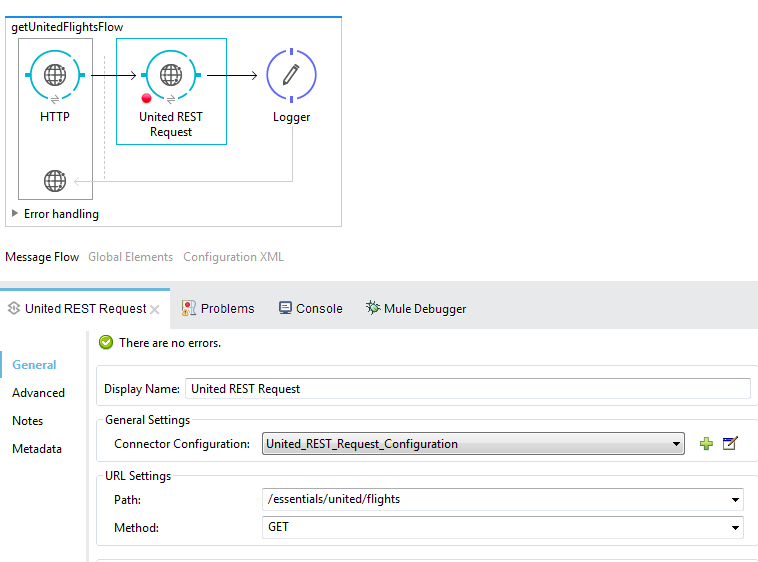 getUnitedFlightsFlow
HTTP
United REST
Request
Logger
Error handling
Message Flow Global Elements Configuration XML
United REST Request Problems Console Mule Debugger
There are no errors.
General
Advanced
Notes
Metadata
Display Name: United REST Request
General Settings
Connector Configuration: United_REST_Request_Configuration
URL Settings
Path: /essentials/united/flights
Method: GET